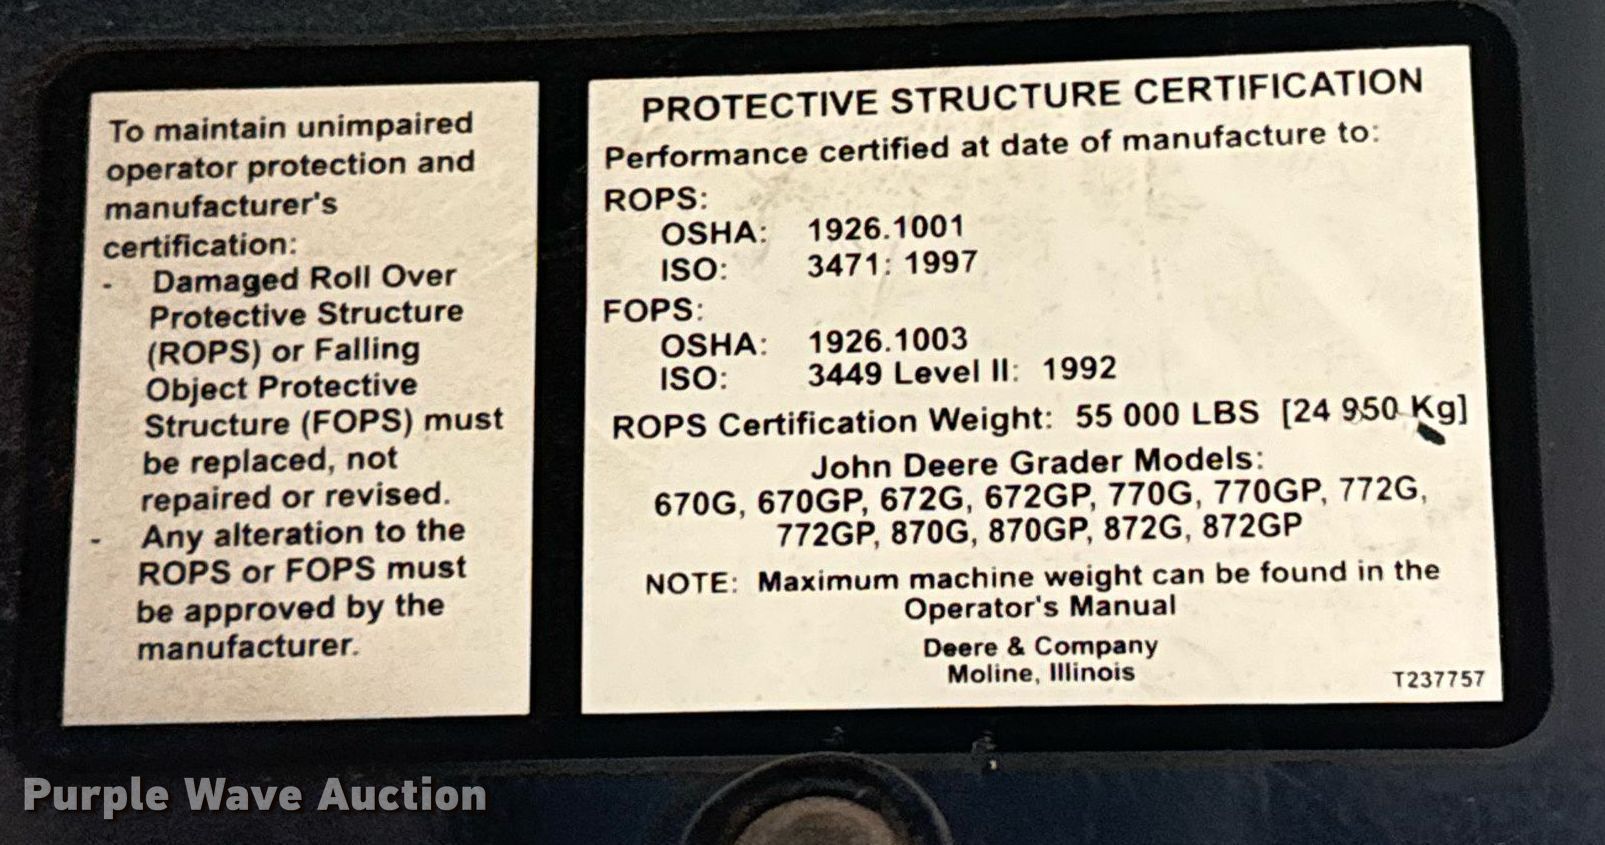 To maintain unimpaired
operator protection and
manufacturer's
certification:
- Damaged Roll Over
Protective Structure
(ROPS) or Falling
Object Protective
Structure (FOPS) must
be replaced, not
repaired or revised.
- Any alteration to the
ROPS or FOPS must
be approved by the
manufacturer.
PROTECTIVE STRUCTURE CERTIFICATION
Performance certified at date of manufacture to:
ROPS:
OSHA: 1926.1001
ISO: 3471: 1997
FOPS:
OSHA: 1926.1003
ISO: 3449 Level II: 1992
ROPS Certification Weight: 55 000 LBS [24 950 Kg]
John Deere Grader Models:
670G, 670GP, 672G, 672GP, 770G, 770GP, 772G,
772GP, 870G, 870GP, 872G, 872GP
NOTE: Maximum machine weight can be found in the
Operator's Manual
Deere & Company
Moline, Illinois
T237757
Purple Wave Auction